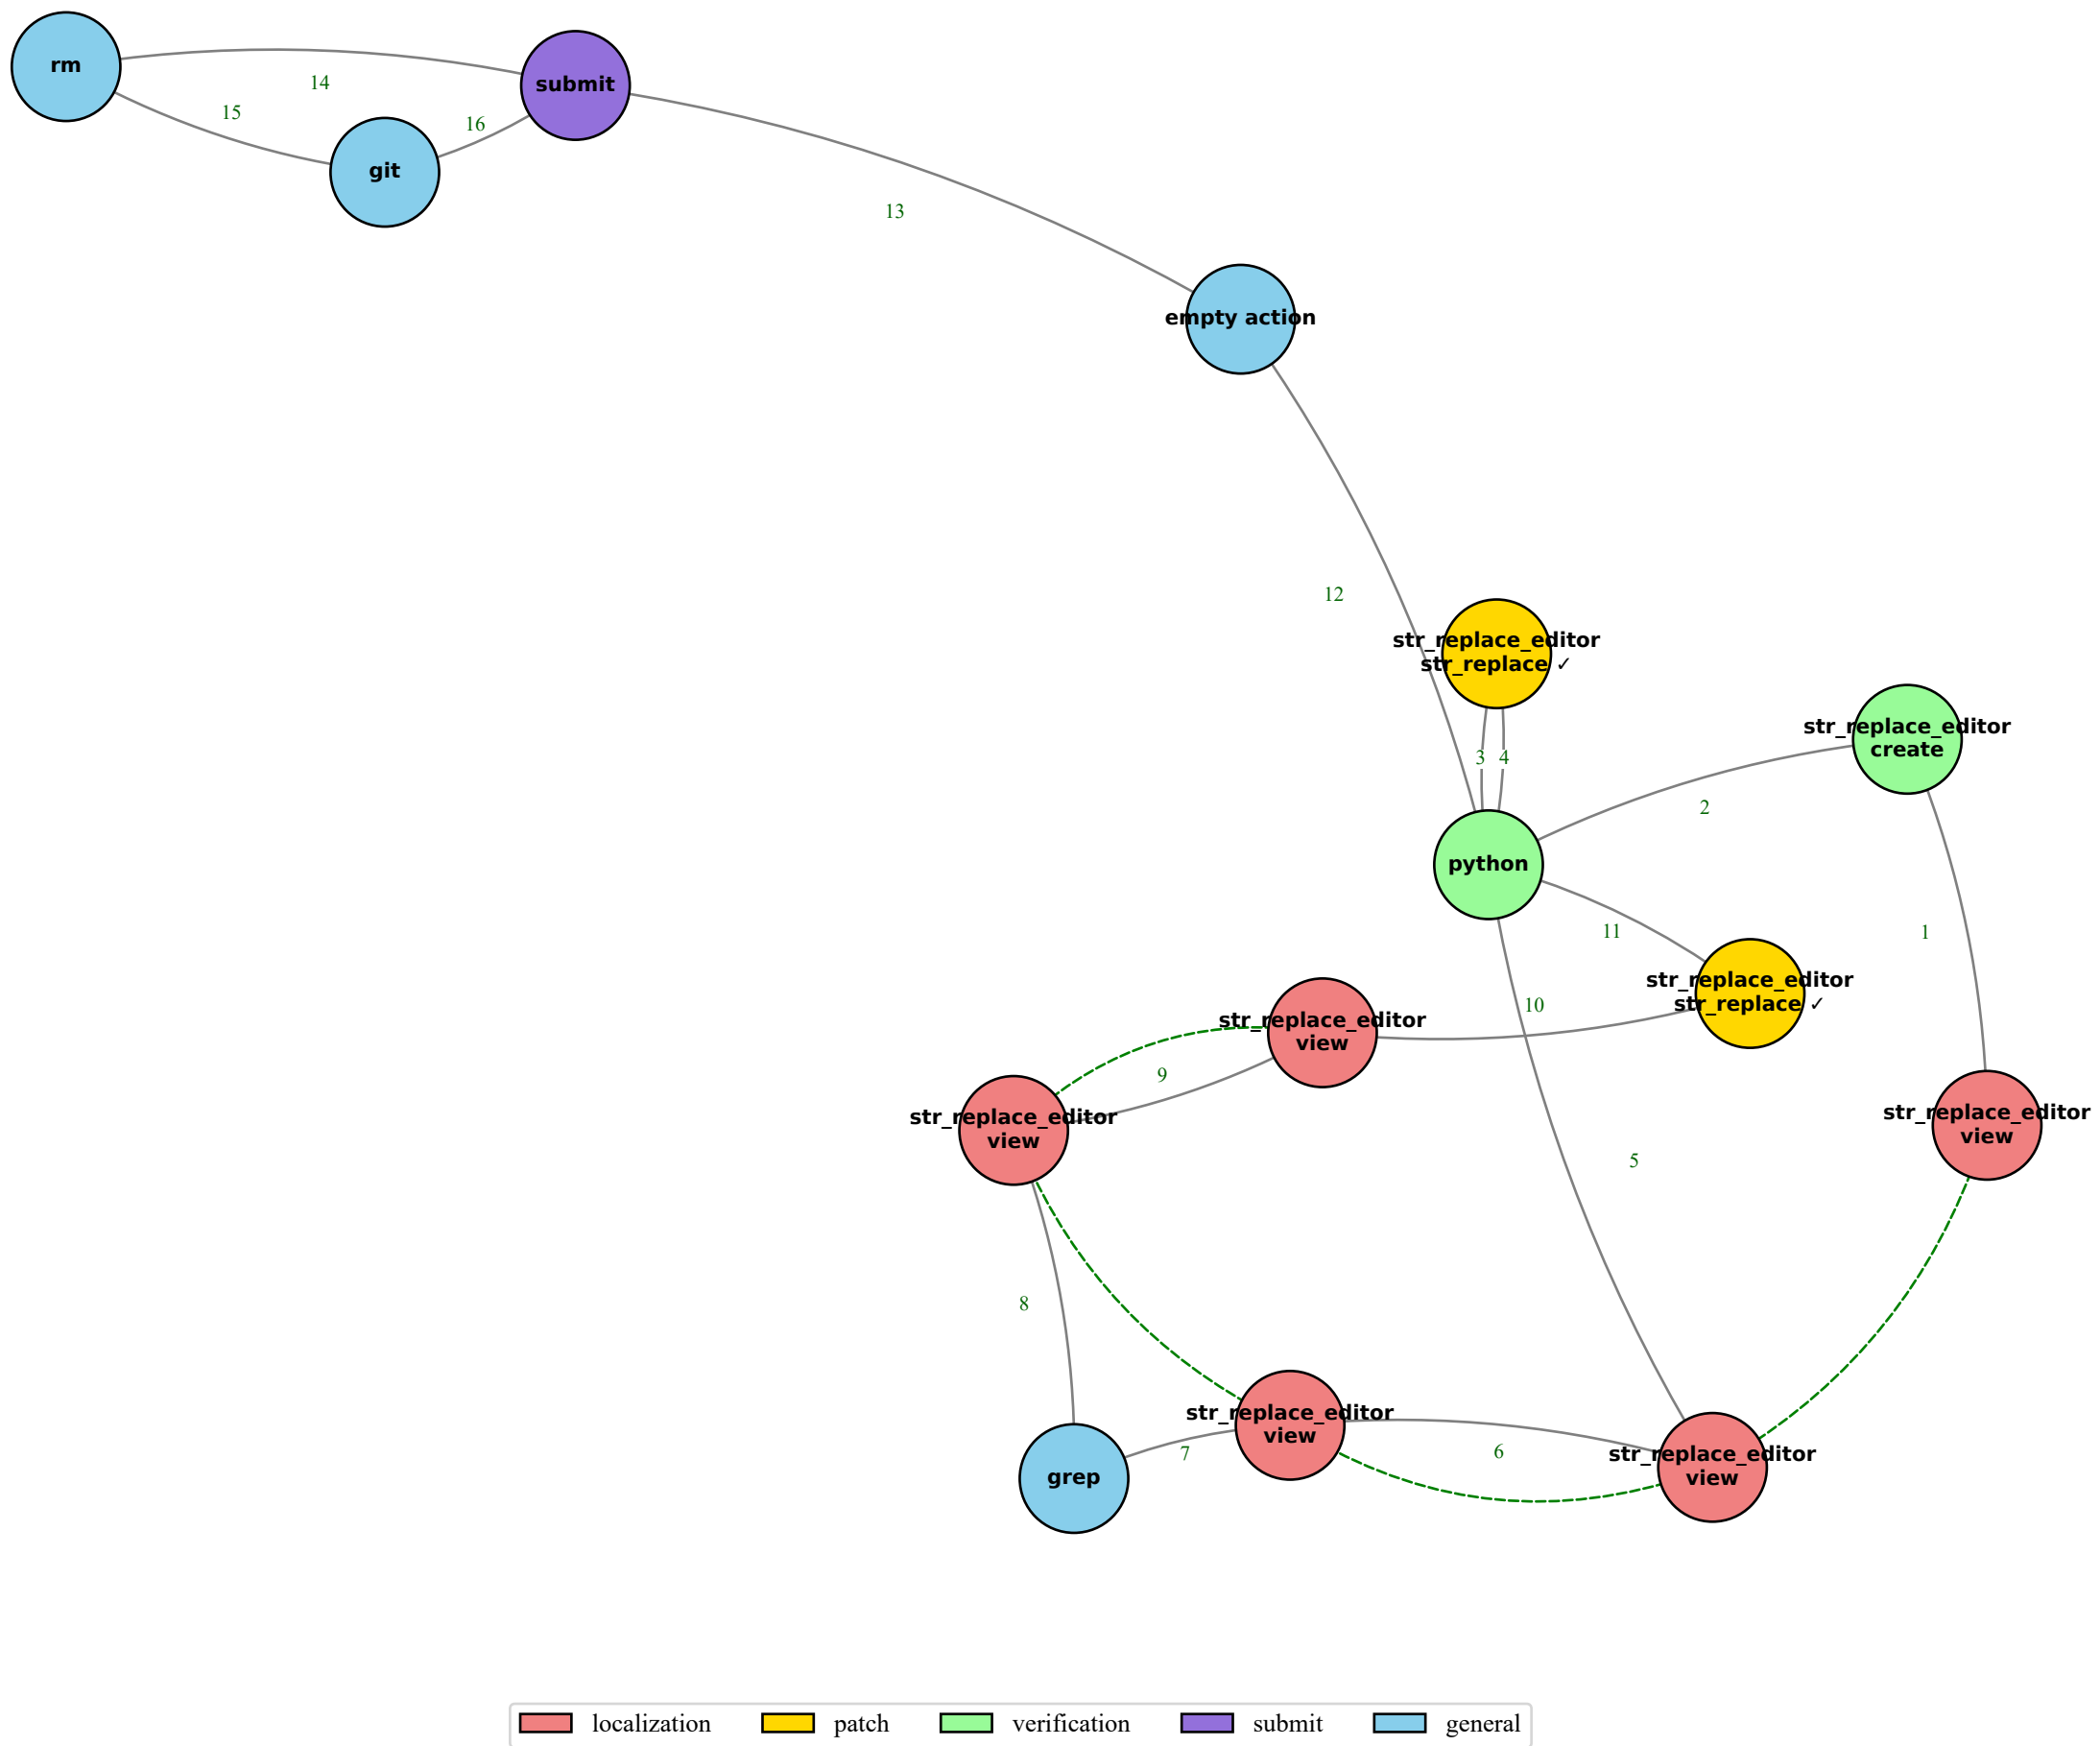 rm
submit
14
15
16
git
13
empty action
12
str_replace_editor
str_replace ✓
str_replace_editor
create
3
4
2
python
11
1
str_replace_editor
str_replace ✓
10
str_replace_editor
view
9
str_replace_editor
view
str_replace_editor
view
5
8
str_replace_editor
view
7
6
str_replace_editor
view
grep
localization
patch
verification
submit
general